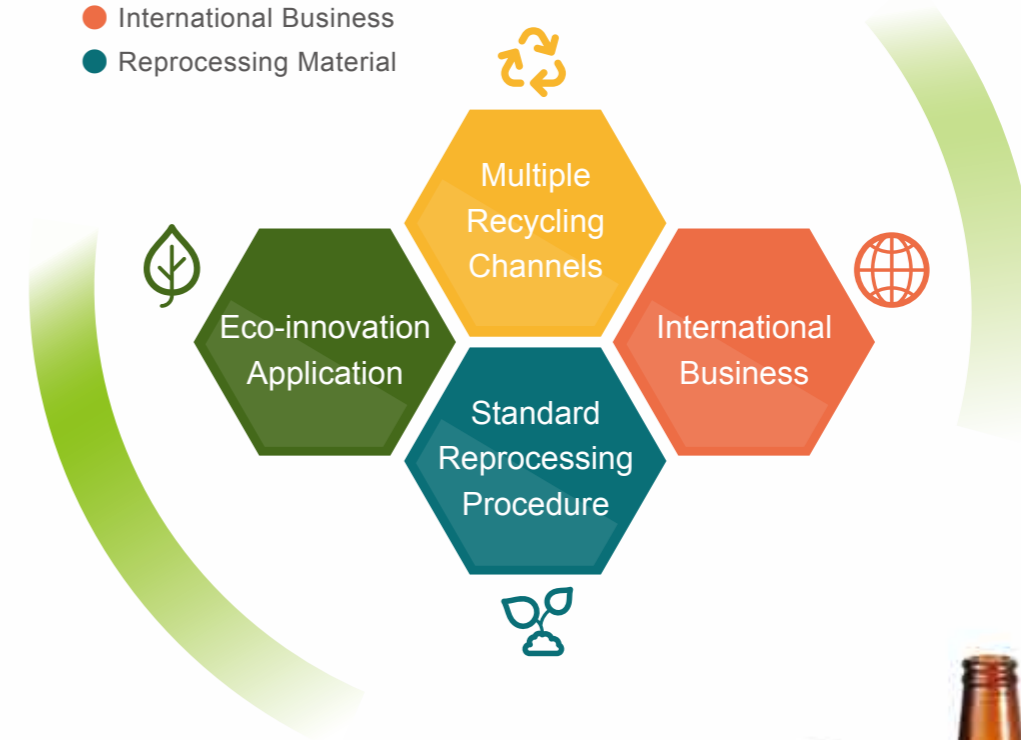 International Business
Reprocessing Material
Multiple
Recycling
Channels
Eco-innovation
Application
International
Business
Standard
Reprocessing
Procedure